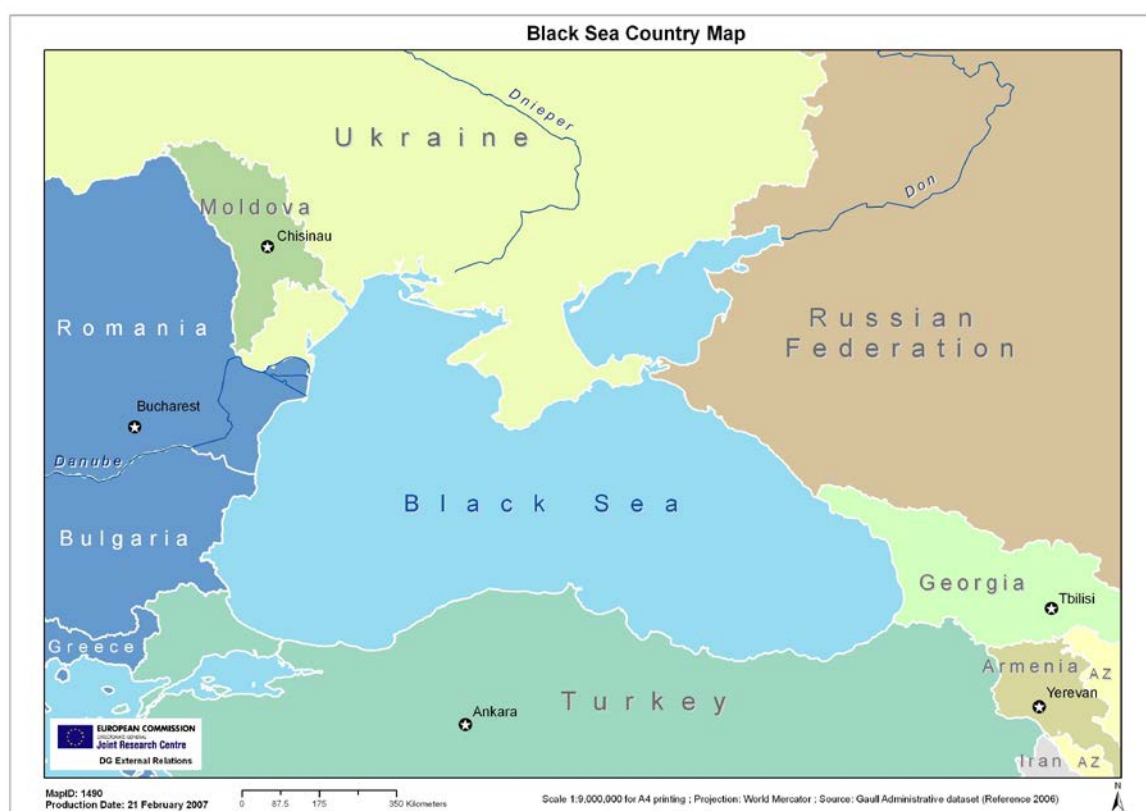 Black Sea Country Map
Dnieper
Ukraine
Don
Moldova
Chisinau
Romania
Russian
Federation
Bucharest
Danube
Black Sea
Bulgaria
Georgia
Tbilisi
Greece
Armenia
AZ
Turkey
Yerevan
Ankara
EUROPEAN COMMISSION
DIRECTORATE GENERAL
Joint Research Centre
DG External Relations
Iran
AZ
N
MapID: 1490
Production Date: 21 February 2007
0 87.5 175 350 Kilometers
Scale 1:9,000,000 for A4 printing ; Projection: World Mercator ; Source: Gaull Administrative dataset (Reference 2006)